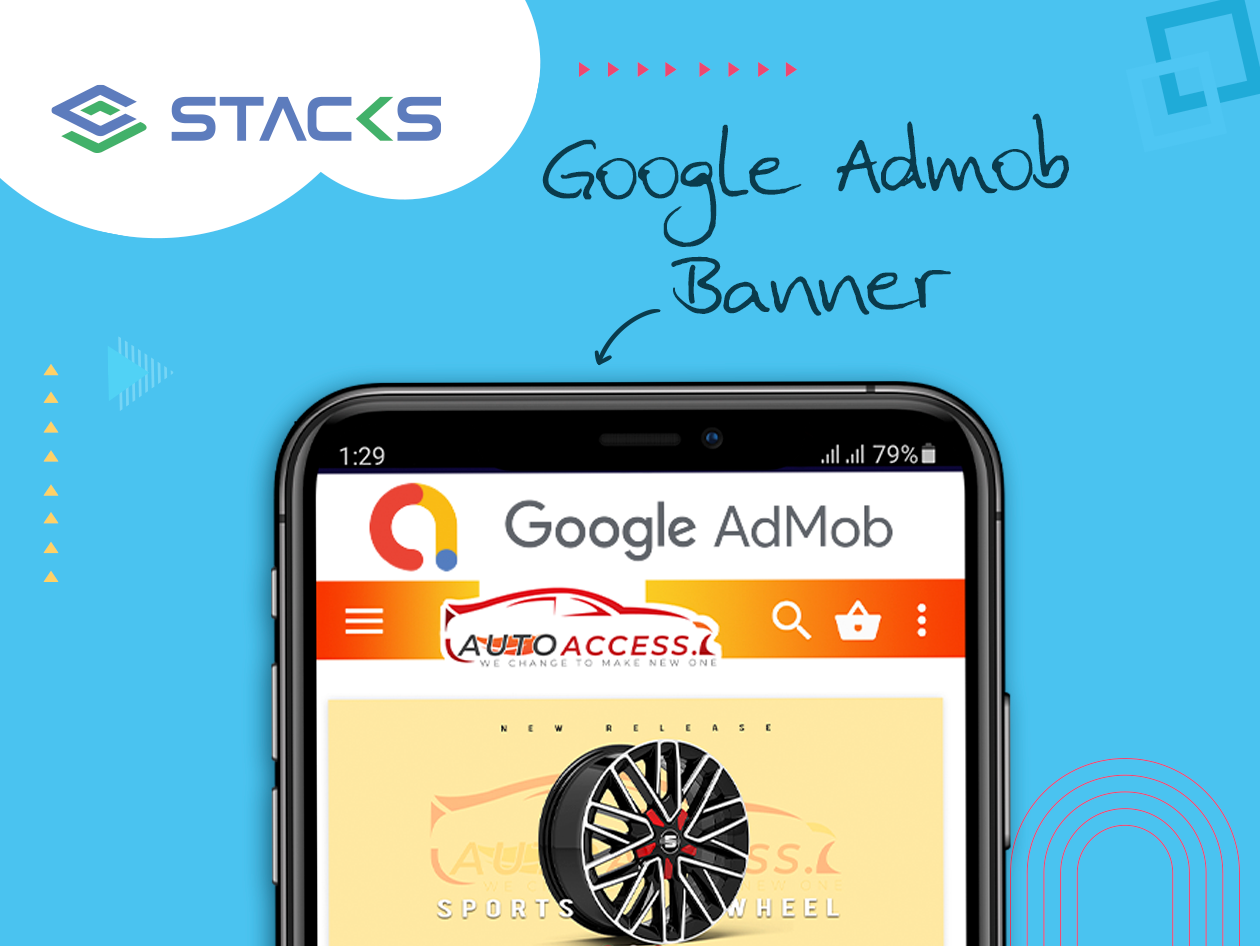 STACKS
Google Admob
Banner
1:29
79%
Google AdMob
AUTO ACCESS.
WE CHANGE TO MAKE NEW ONE
NEW RELEASE
SPORTS WHEEL